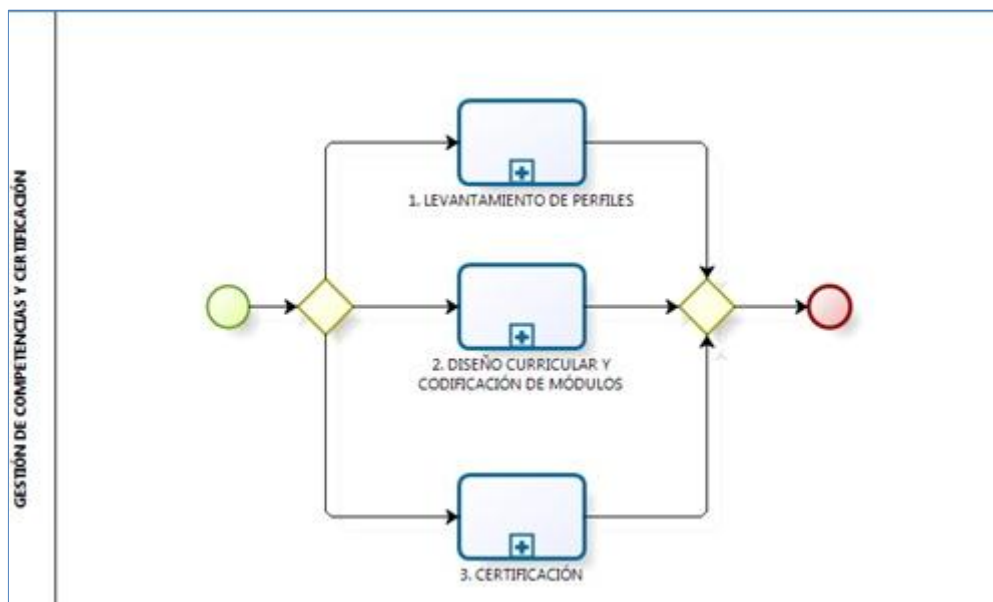 GESTIÓN DE COMPETENCIAS Y CERTIFICACIÓN
1. LEVANTAMIENTO DE PERFILES
2. DISEÑO CURRICULAR Y
CODIFICACIÓN DE MÓDULOS
3. CERTIFICACIÓN